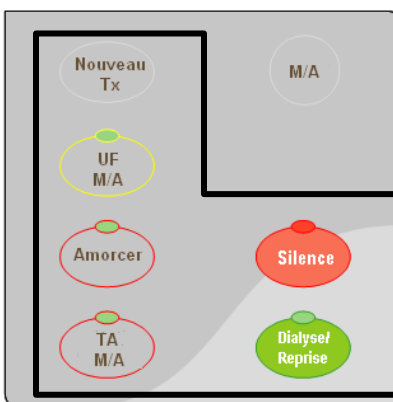 Nouveau
Tx
M/A
UF
M/A
Amorcer
Silence
TA
M/A
Dialyse/
Reprise